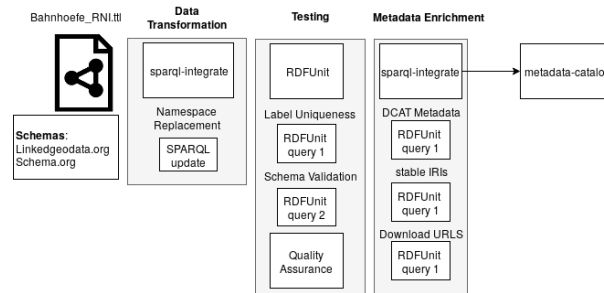 Bahnhoefe_RNI.ttl
Schemas:
Linkedgeodata.org
Schema.org
Data
Transformation
sparql-integrate
Namespace
Replacement
SPARQL
update
Testing
RDFUnit
Label Uniqueness
RDFUnit
query 1
Schema Validation
RDFUnit
query 2
Quality
Assurance
Metadata Enrichment
sparql-integrate
DCAT Metadata
RDFUnit
query 1
stable IRIs
RDFUnit
query 1
Download URLS
RDFUnit
query 1
metadata-catalo